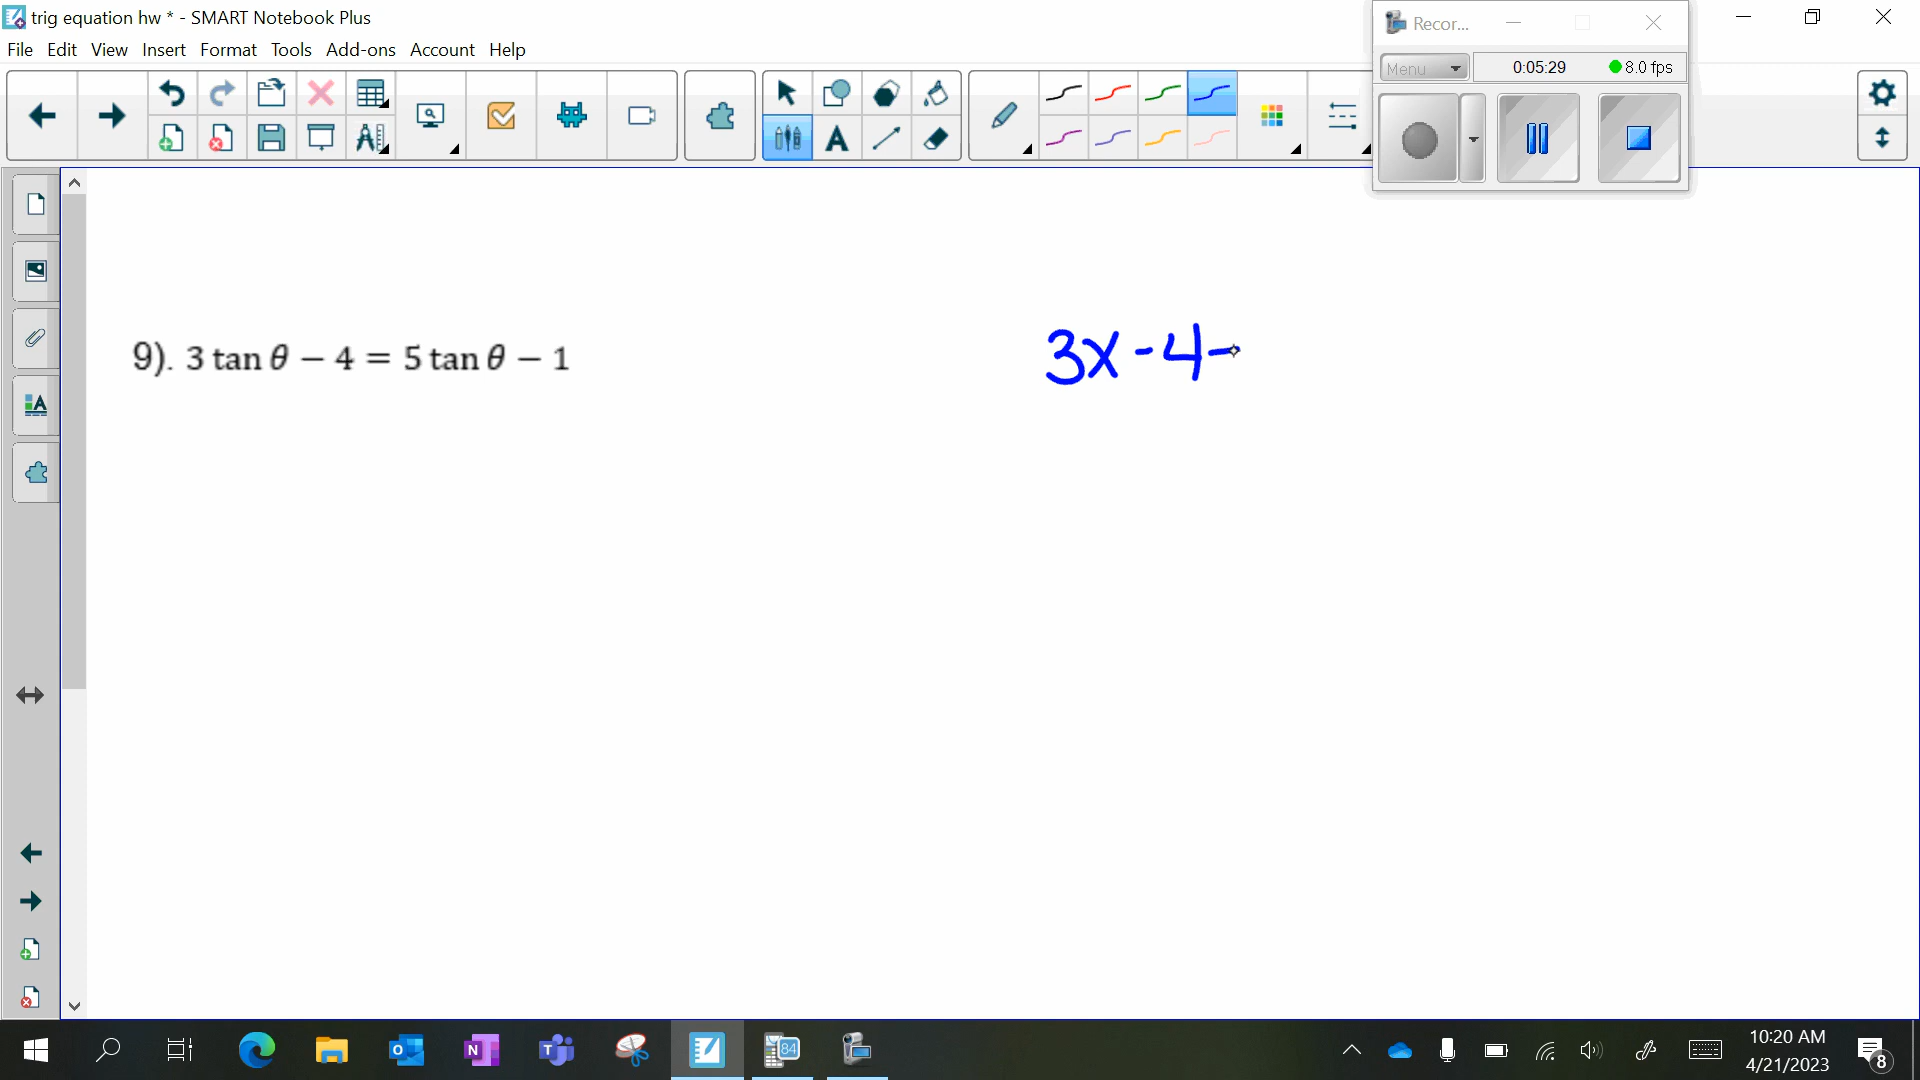 trig equation hw * - SMART Notebook Plus
File Edit View Insert Format Tools Add-ons Account Help
Recor...
Menu
0:05:29
8.0 fps
9). 3 tan θ − 4 = 5 tan θ − 1
3x - 4 -
84
10:20 AM
4/21/2023
8